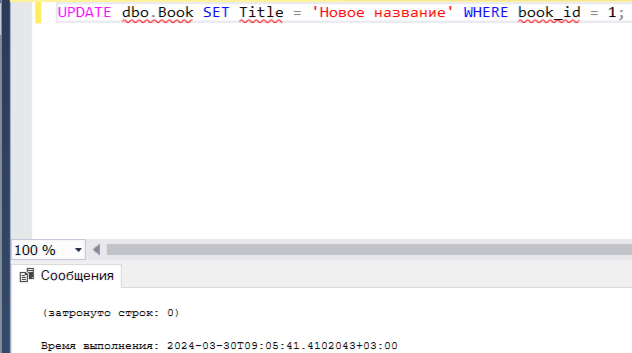 UPDATE dbo.Book SET Title = 'Новое название' WHERE book_id = 1;
100 %
Сообщения
(затронуто строк: 0)
Время выполнения: 2024-03-30T09:05:41.4102043+03:00